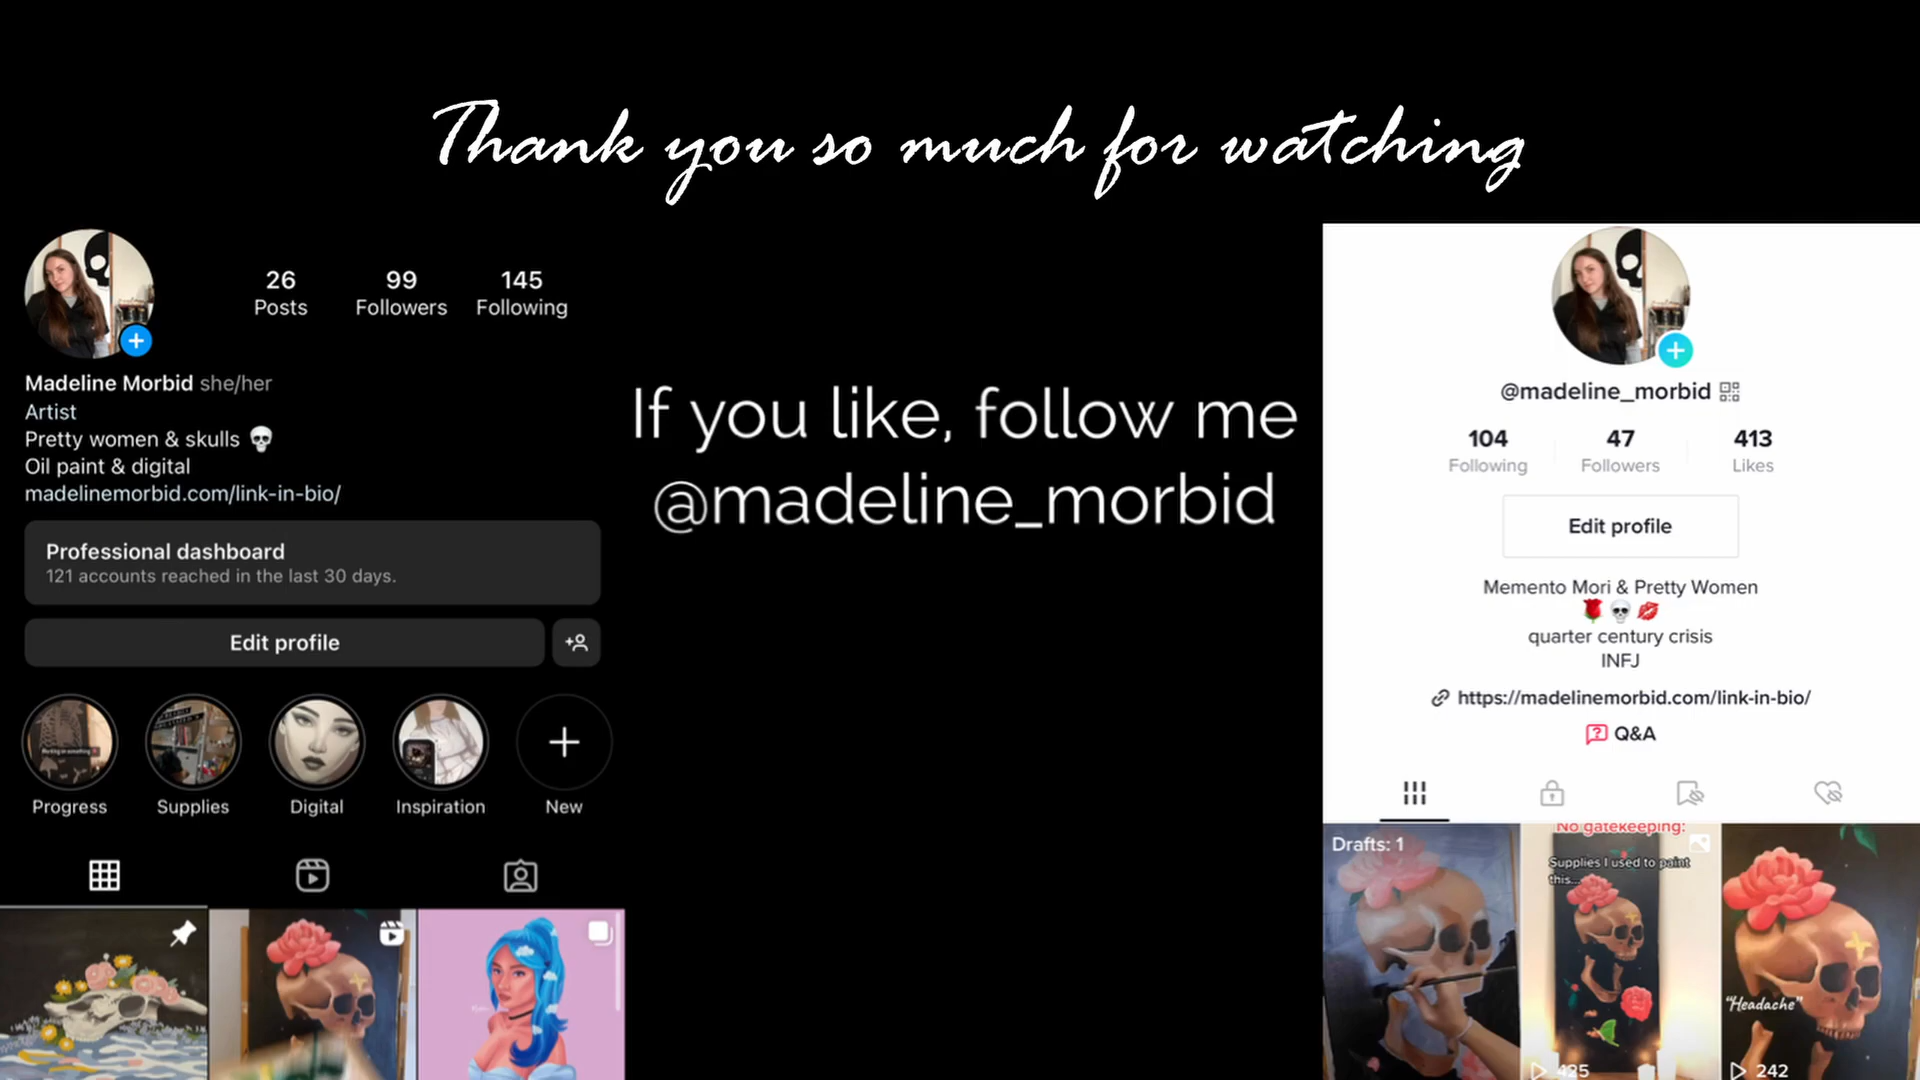 Thank you so much for watching
26
Posts
99
Followers
145
Following
Madeline Morbid she/her
Artist
Pretty women & skulls 💀
Oil paint & digital
madelinemorbid.com/link-in-bio/
Professional dashboard
121 accounts reached in the last 30 days.
Edit profile
Progress
Supplies
Digital
Inspiration
New
If you like, follow me
@madeline_morbid
@madeline_morbid
104
Following
47
Followers
413
Likes
Edit profile
Memento Mori & Pretty Women
🌹💀💋
quarter century crisis
INFJ
https://madelinemorbid.com/link-in-bio/
Q&A
Drafts: 1
No gatekeeping:
Supplies I used to paint
this...
"Headache"
425
242